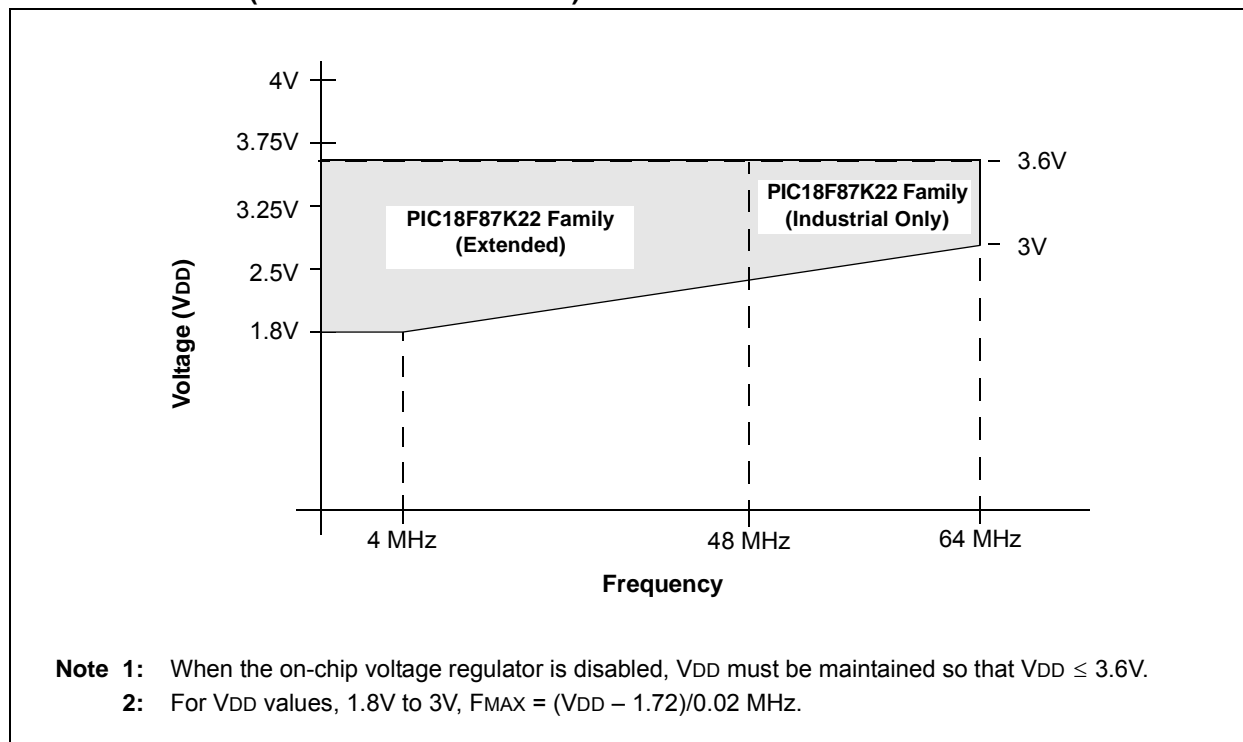 4V
3.75V
3.6V
PIC18F87K22 Family
(Industrial Only)
3.25V
PIC18F87K22 Family
(Extended)
3V
2.5V
Voltage (VDD)
1.8V
4 MHz
48 MHz
64 MHz
Frequency
Note 1: When the on-chip voltage regulator is disabled, VDD must be maintained so that VDD ≤ 3.6V.
2: For VDD values, 1.8V to 3V, FMAX = (VDD – 1.72)/0.02 MHz.